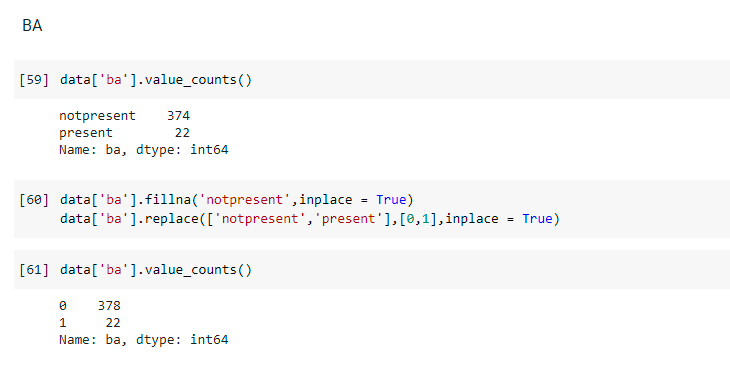 BA
[59] data['ba'].value_counts()
notpresent    374
present        22
Name: ba, dtype: int64
[60] data['ba'].fillna('notpresent',inplace = True)
data['ba'].replace(['notpresent','present'],[0,1],inplace = True)
[61] data['ba'].value_counts()
0    378
1     22
Name: ba, dtype: int64